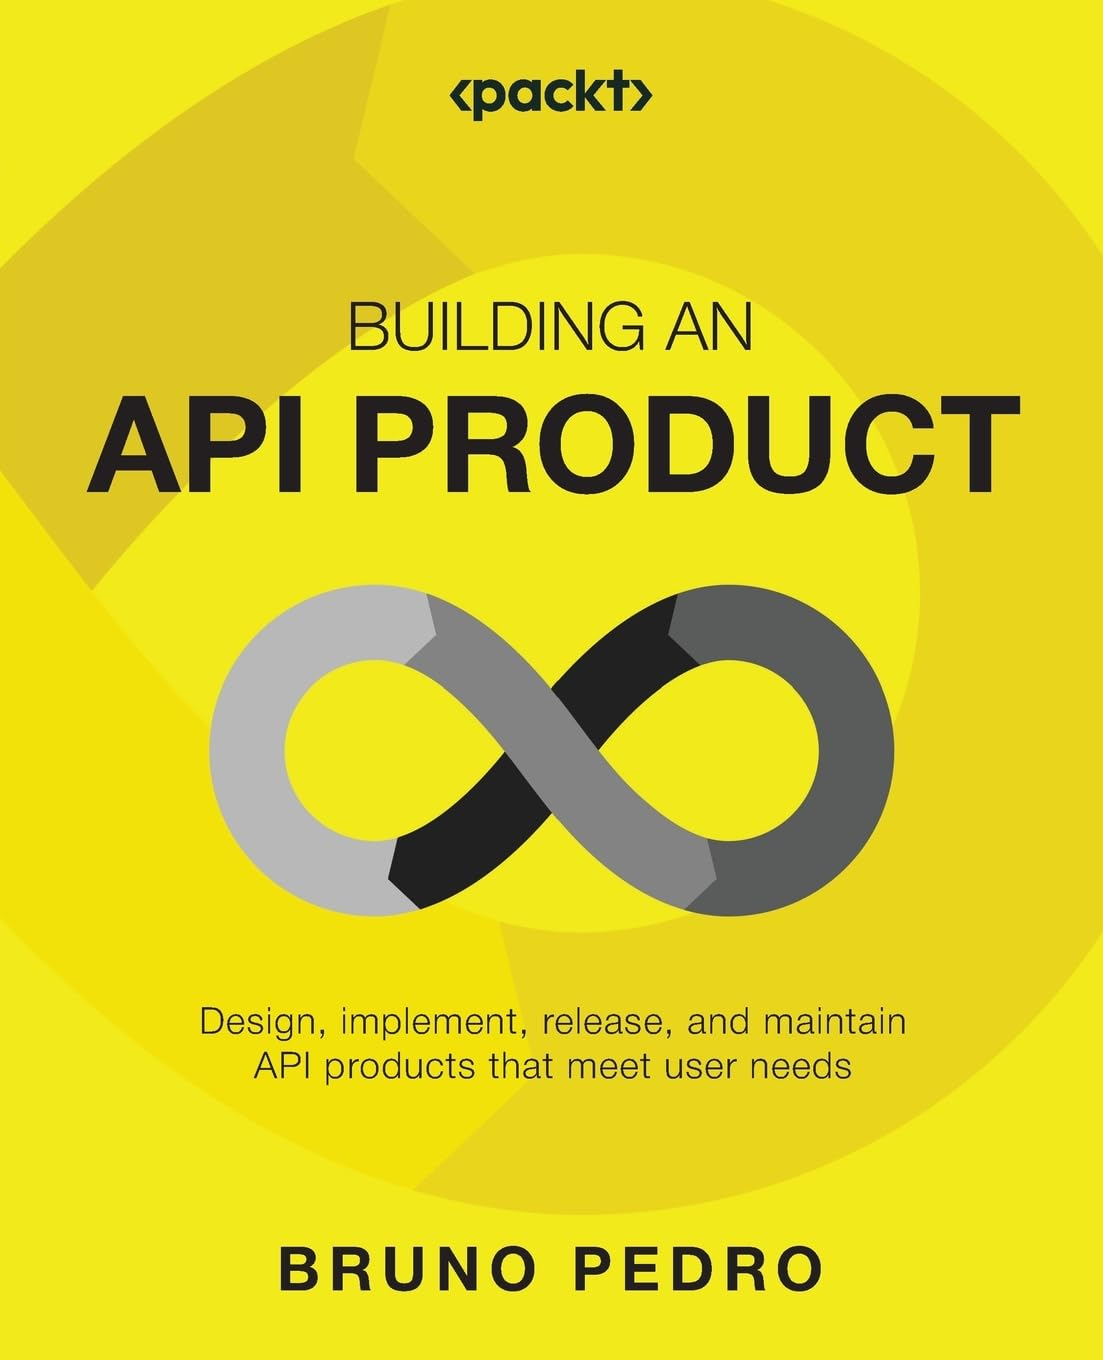 <packt>
BUILDING AN
API PRODUCT
Design, implement, release, and maintain
API products that meet user needs
BRUNO PEDRO